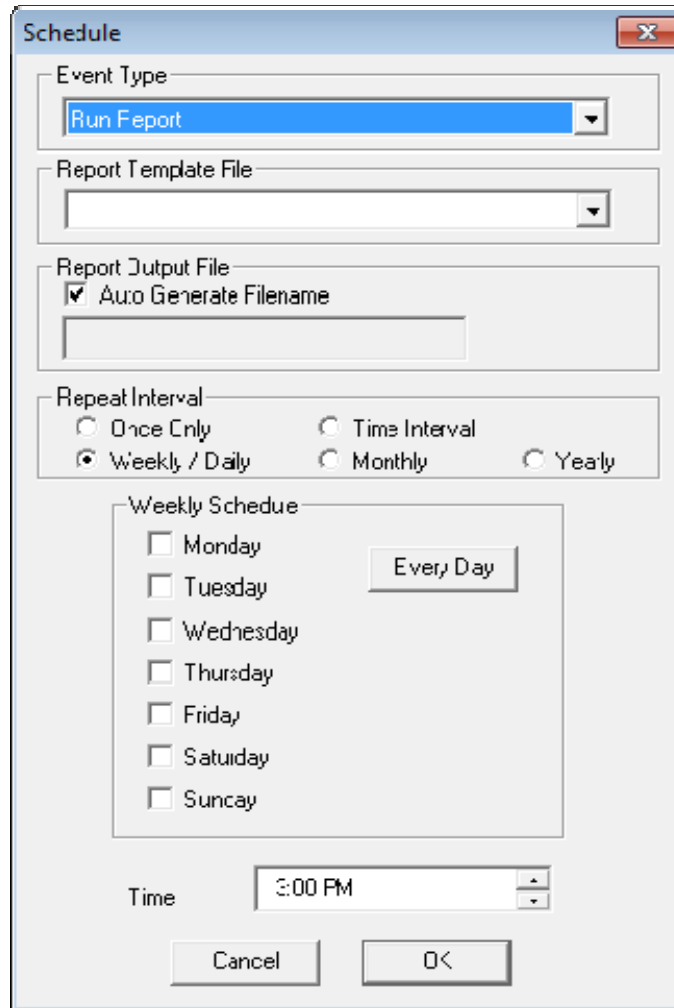 Schedule
Event Type
Run Report
Report Template File
Report Output File
Auto Generate Filename
Repeat Interval
Once Only
Time Interval
Weekly / Daily
Monthly
Yearly
Weekly Schedule
Monday
Every Day
Tuesday
Wednesday
Thursday
Friday
Saturday
Sunday
Time
3:00 PM
Cancel
OK